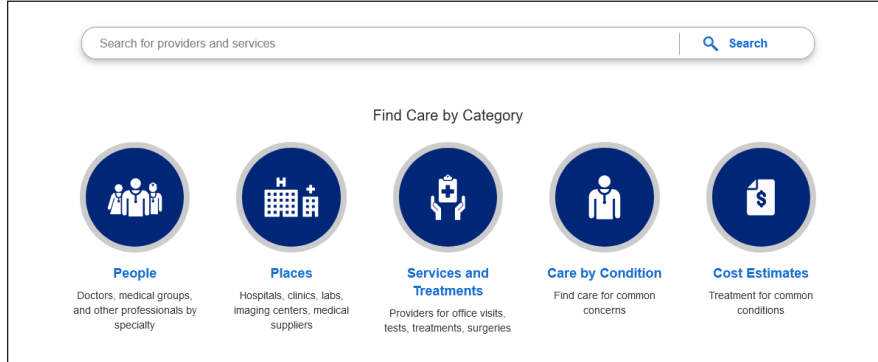 Search for providers and services
Search
Find Care by Category
H
$
People
Doctors, medical groups,
and other professionals by
specialty
Places
Hospitals, clinics, labs,
imaging centers, medical
suppliers
Services and
Treatments
Providers for office visits,
tests, treatments, surgeries
Care by Condition
Find care for common
concerns
Cost Estimates
Treatment for common
conditions